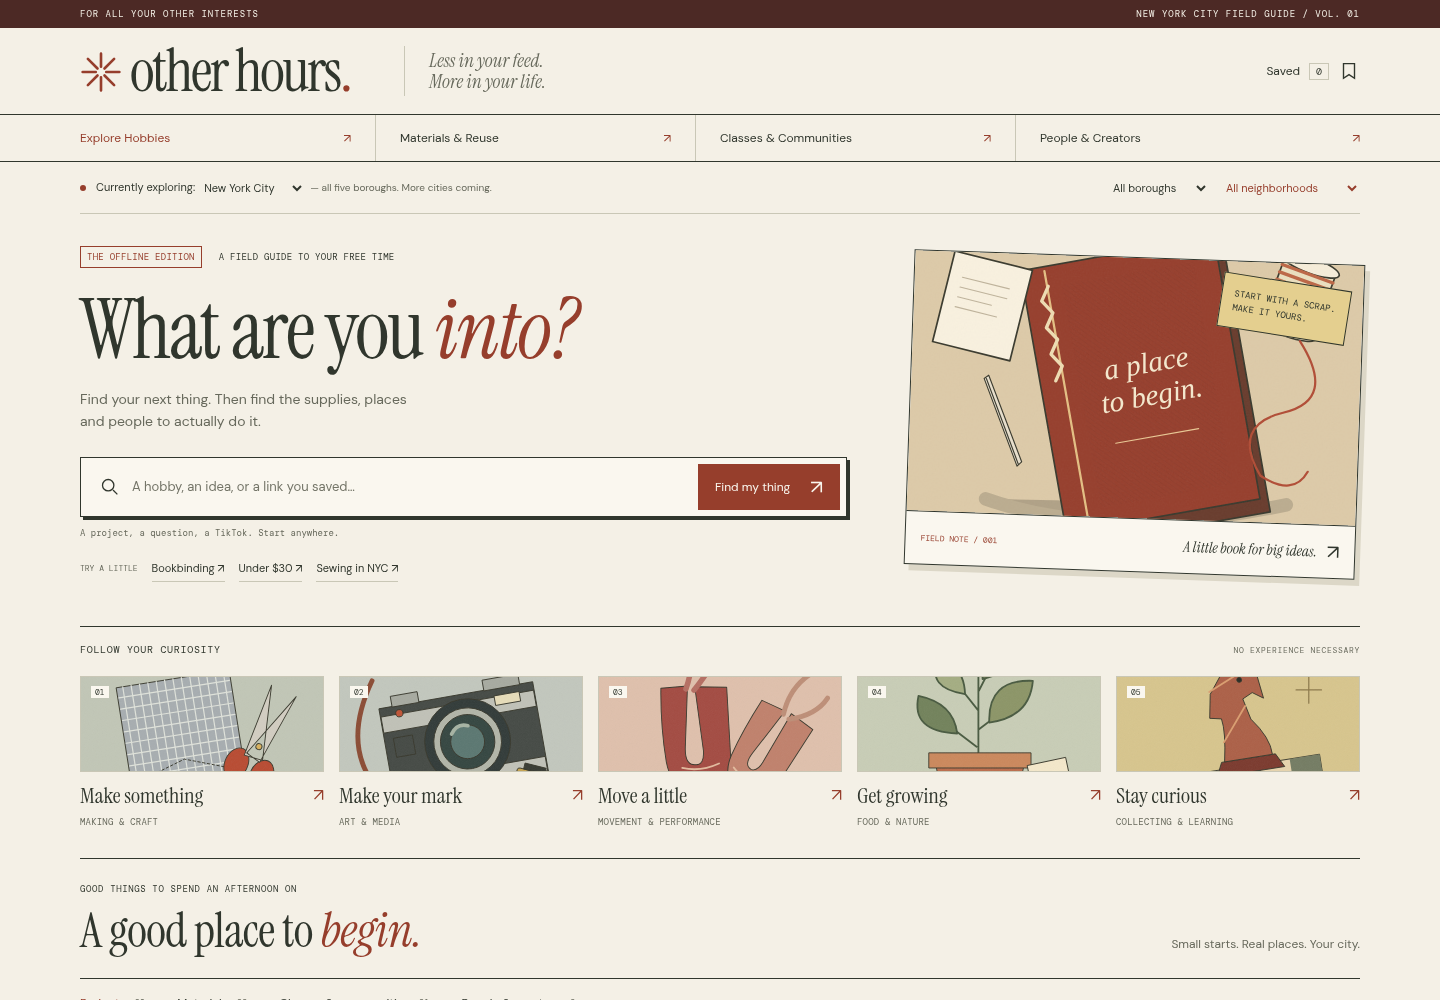 FOR ALL YOUR OTHER INTERESTS
NEW YORK CITY FIELD GUIDE / VOL. 01
other hours.
Less in your feed.
More in your life.
Saved 0
Explore Hobbies
Materials & Reuse
Classes & Communities
People & Creators
Currently exploring: New York City — all five boroughs. More cities coming.
All boroughs
All neighborhoods
THE OFFLINE EDITION
A FIELD GUIDE TO YOUR FREE TIME
What are you into?
Find your next thing. Then find the supplies, places
and people to actually do it.
A hobby, an idea, or a link you saved...
Find my thing
A project, a question, a TikTok. Start anywhere.
TRY A LITTLE Bookbinding Under $30 Sewing in NYC
START WITH A SCRAP.
MAKE IT YOURS.
a place
to begin.
FIELD NOTE / 001
A little book for big ideas.
FOLLOW YOUR CURIOSITY
NO EXPERIENCE NECESSARY
01
02
03
04
05
Make something
Make your mark
Move a little
Get growing
Stay curious
MAKING & CRAFT
ART & MEDIA
MOVEMENT & PERFORMANCE
FOOD & NATURE
COLLECTING & LEARNING
GOOD THINGS TO SPEND AN AFTERNOON ON
A good place to begin.
Small starts. Real places. Your city.